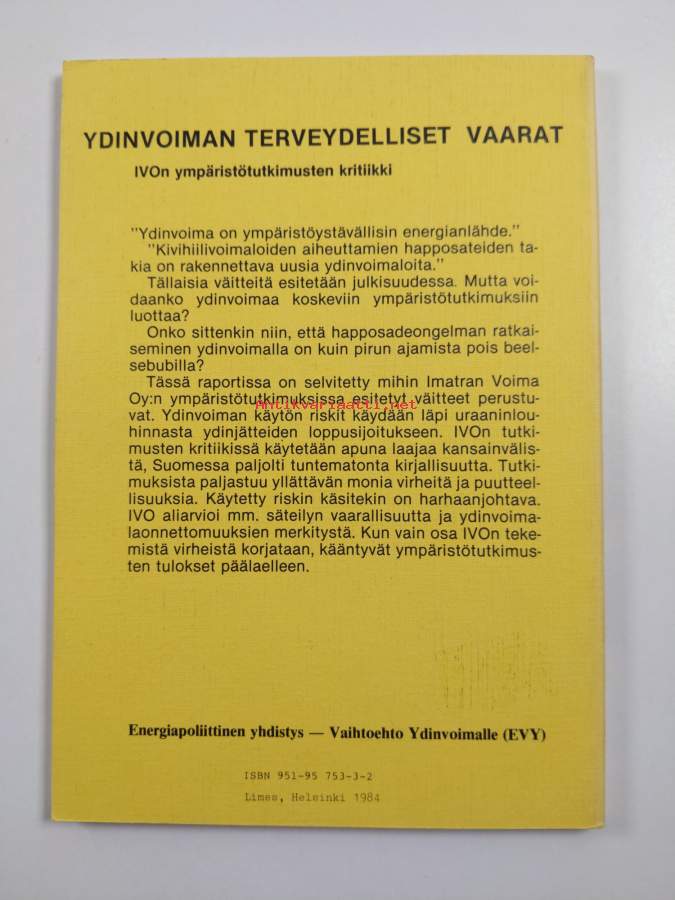 YDINVOIMAN TERVEYDELLISET VAARAT
IVOn ympäristötutkimusten kritiikki
"Ydinvoima on ympäristöystävällisin energianlähde."
"Kivihiilivoimaloiden aiheuttamien happosateiden ta-
kia on rakennettava uusia ydinvoimaloita."
Tällaisia väitteitä esitetään julkisuudessa. Mutta voi-
daanko ydinvoimaa koskeviin ympäristötutkimuksiin
luottaa?
Onko sittenkin niin, että happosadeongelman ratkai-
seminen ydinvoimalla on kuin pirun ajamista pois beel-
sebubilla?
Tässä raportissa on selvitetty mihin Imatran Voima
Oy:n ympäristötutkimuksissa esitetyt väitteet perustu-
Antikvariaatti.net
vat. Ydinvoiman käytön riskit käydään läpi uraaninlou-
hinnasta ydinjätteiden loppusijoitukseen. IVOn tutki-
musten kritiikissä käytetään apuna laajaa kansainvälis-
tä, Suomessa paljolti tuntematonta kirjallisuutta. Tutki-
muksista paljastuu yllättävän monia virheitä ja puutteel-
lisuuksia. Käytetty riskin käsitekin on harhaanjohtava.
IVO aliarvioi mm. säteilyn vaarallisuutta ja ydinvoima-
laonnettomuuksien merkitystä. Kun vain osa IVOn teke-
mistä virheistä korjataan, kääntyvät ympäristötutkimus-
ten tulokset päälaelleen.
Energiapoliittinen yhdistys — Vaihtoehto Ydinvoimalle (EVY)
ISBN 951-95 753-3-2
Limes, Helsinki 1984